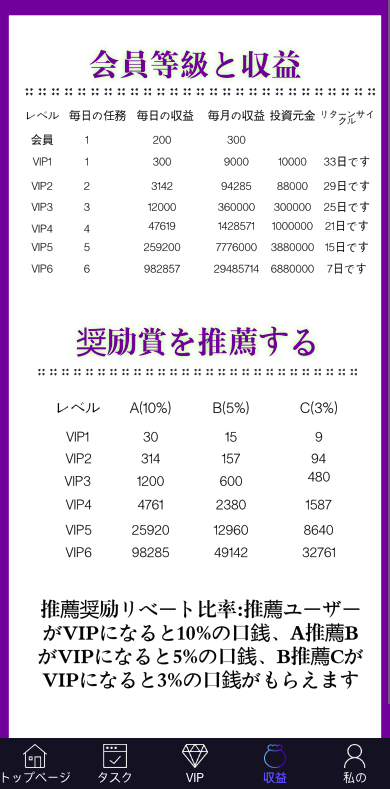 会員等級と収益
レベル 毎日の任務 毎日の収益 毎月の収益 投資元金 リターンサイクル
会員 1 200 300
VIP1 1 300 9000 10000 33日です
VIP2 2 3142 94285 88000 29日です
VIP3 3 12000 360000 300000 25日です
VIP4 4 47619 1428571 1000000 21日です
VIP5 5 259200 7776000 3880000 15日です
VIP6 6 982857 29485714 6880000 7日です
奨励賞を推薦する
レベル A(10%) B(5%) C(3%)
VIP1 30 15 9
VIP2 314 157 94
VIP3 1200 600 480
VIP4 4761 2380 1587
VIP5 25920 12960 8640
VIP6 98285 49142 32761
推薦奨励リベート比率:推薦ユーザー
がVIPになると10%の口銭、A推薦B
がVIPになると5%の口銭、B推薦Cが
VIPになると3%の口銭がもらえます
トップページ タスク VIP 収益 私の